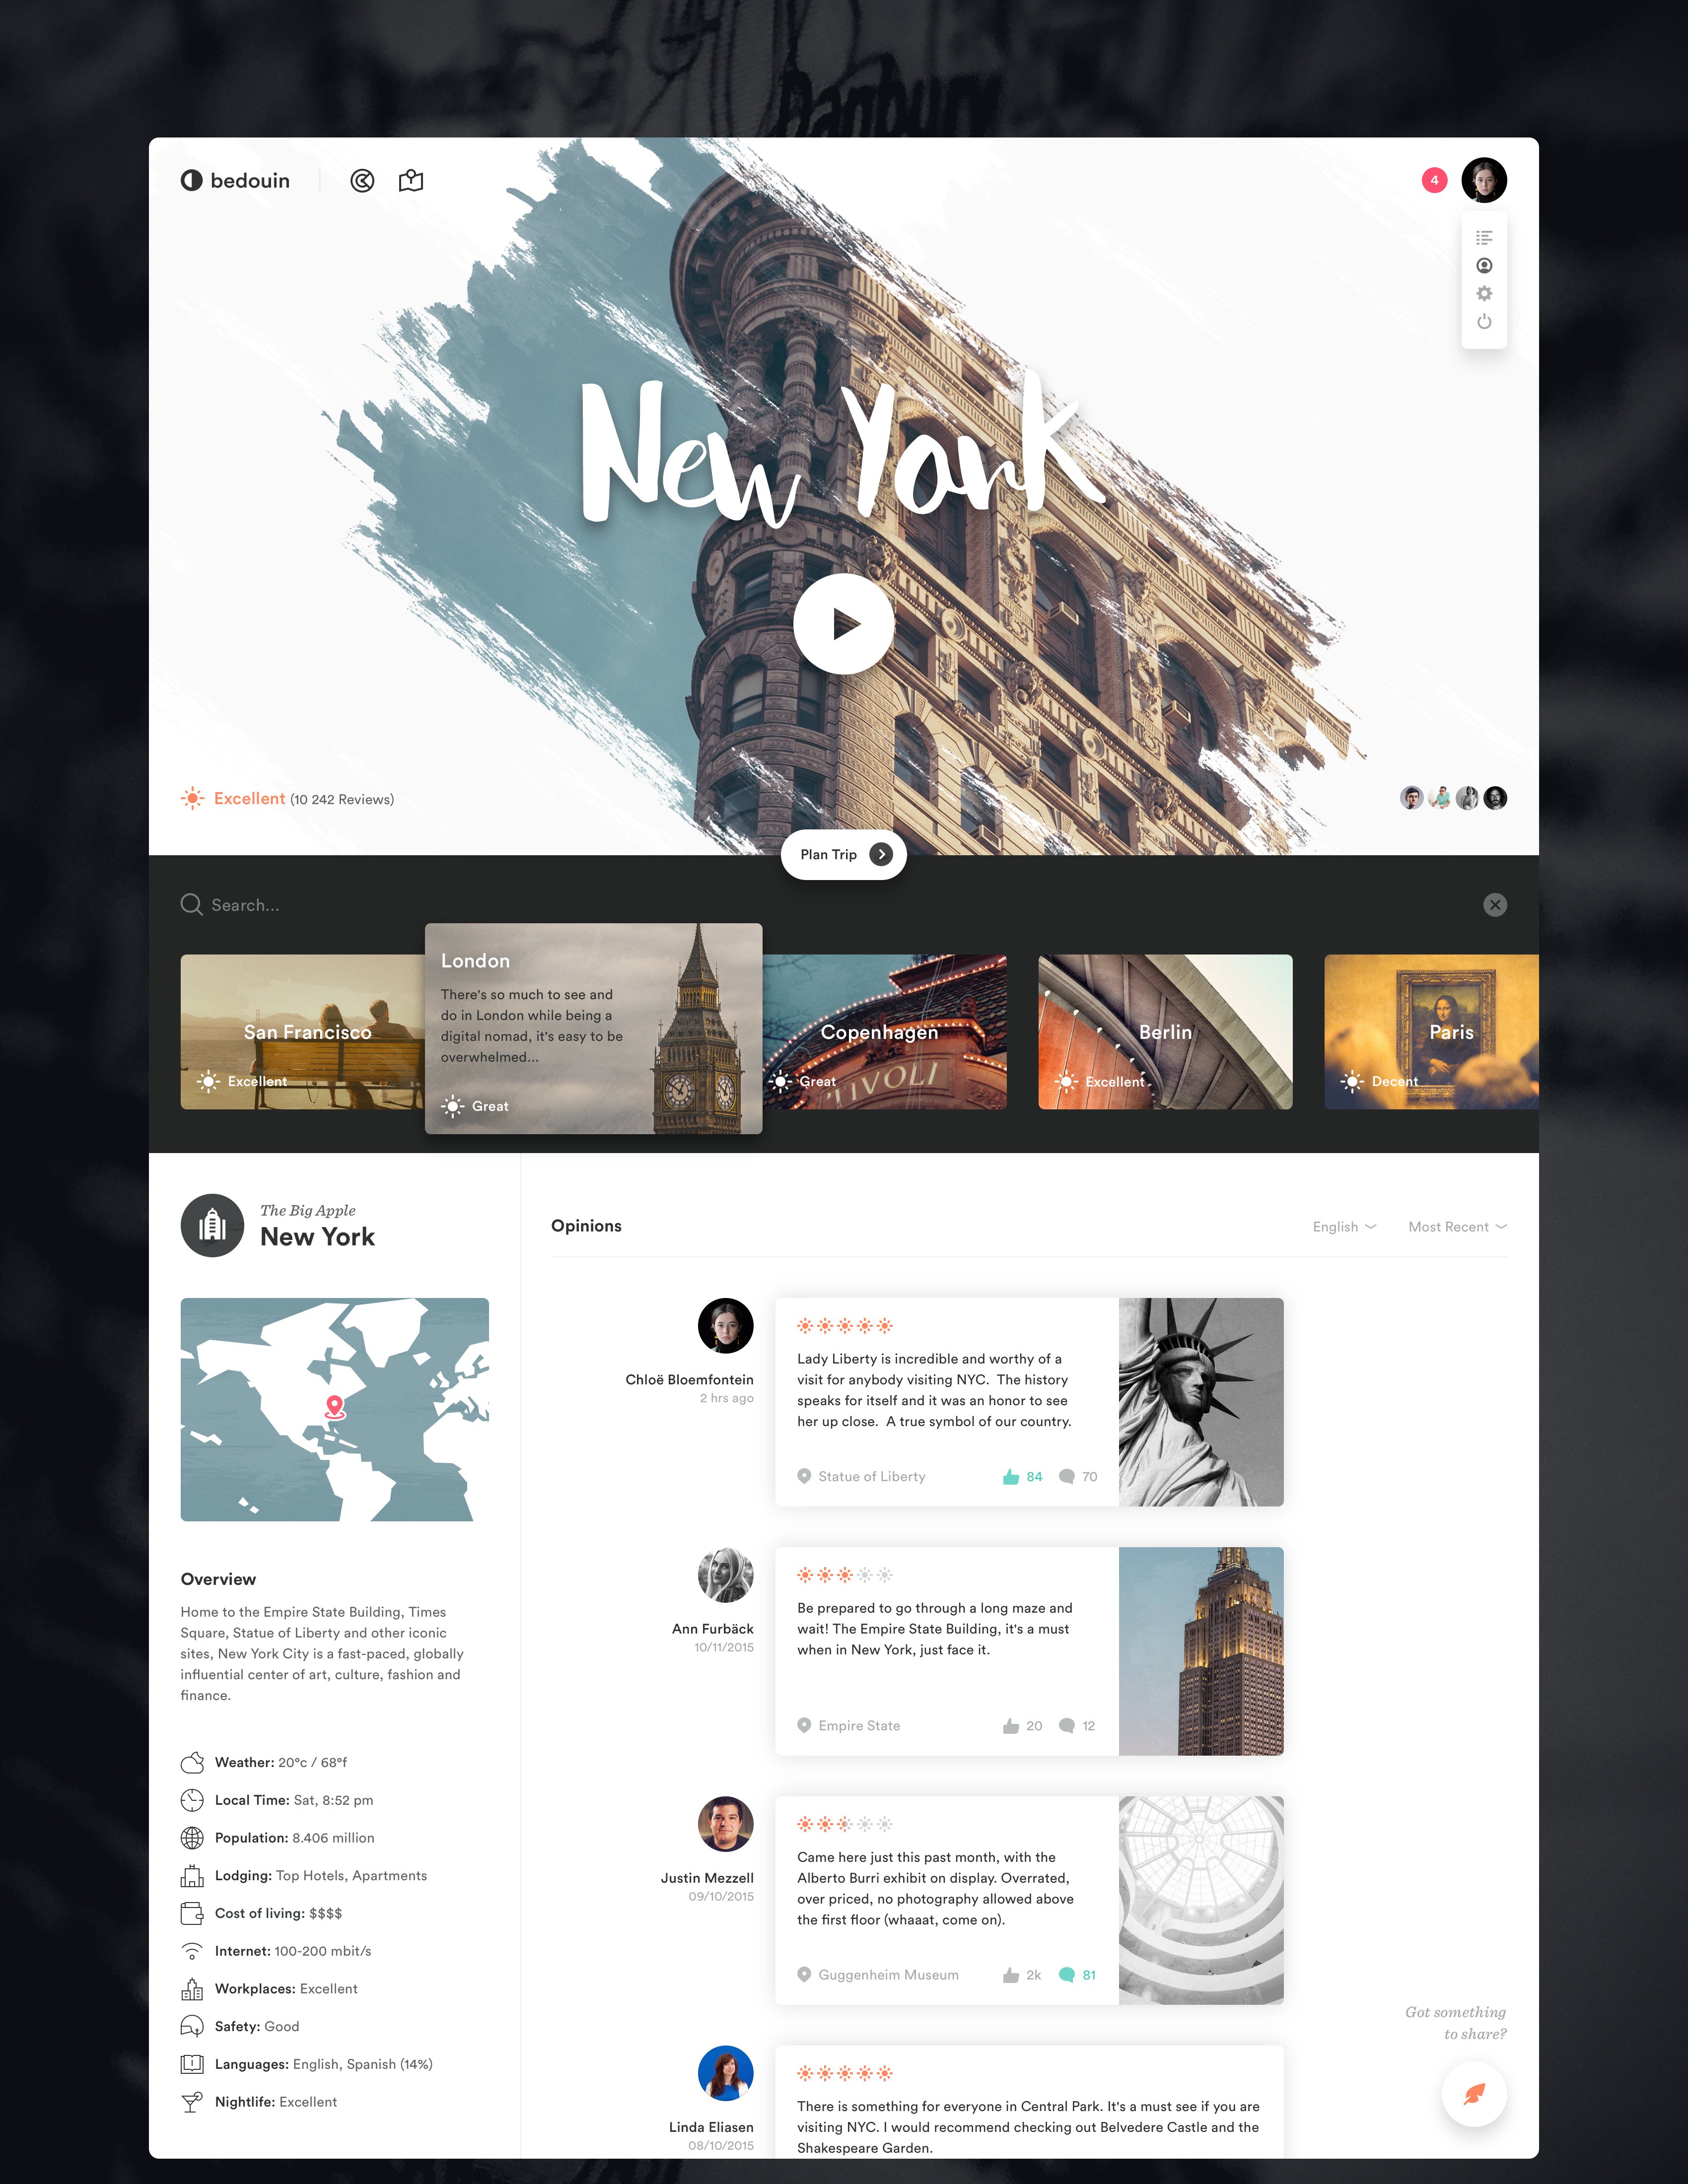 Danbury
bedouin
4
New York
Excellent (10 242 Reviews)
Plan Trip
Search...
San Francisco
Excellent
London
There's so much to see and
do in London while being a
digital nomad, it's easy to be
overwhelmed...
Great
Copenhagen
TIVOLI
Great
Berlin
Excellent
Paris
Decent
The Big Apple
New York
Overview
Home to the Empire State Building, Times
Square, Statue of Liberty and other iconic
sites, New York City is a fast-paced, globally
influential center of art, culture, fashion and
finance.
Weather: 20°c / 68°f
Local Time: Sat, 8:52 pm
Population: 8.406 million
Lodging: Top Hotels, Apartments
Cost of living: $$$$
Internet: 100-200 mbit/s
Workplaces: Excellent
Safety: Good
Languages: English, Spanish (14%)
Nightlife: Excellent
Opinions
English
Most Recent
Chloë Bloemfontein
2 hrs ago
Lady Liberty is incredible and worthy of a
visit for anybody visiting NYC.  The history
speaks for itself and it was an honor to see
her up close.  A true symbol of our country.
Statue of Liberty
84
70
Ann Furbäck
10/11/2015
Be prepared to go through a long maze and
wait! The Empire State Building, it's a must
when in New York, just face it.
Empire State
20
12
Justin Mezzell
09/10/2015
Came here just this past month, with the
Alberto Burri exhibit on display. Overrated,
over priced, no photography allowed above
the first floor (whaaat, come on).
Guggenheim Museum
2k
81
Linda Eliasen
08/10/2015
There is something for everyone in Central Park. It's a must see if you are
visiting NYC. I would recommend checking out Belvedere Castle and the
Shakespeare Garden.
Got something
to share?